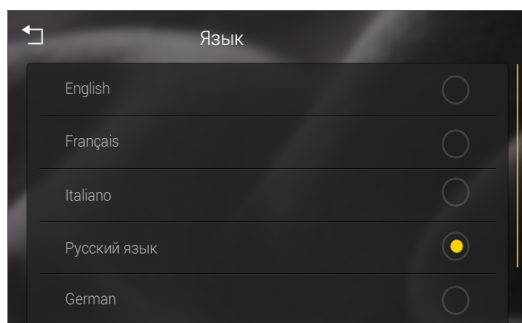 Язык
English
Français
Italiano
Русский язык
German